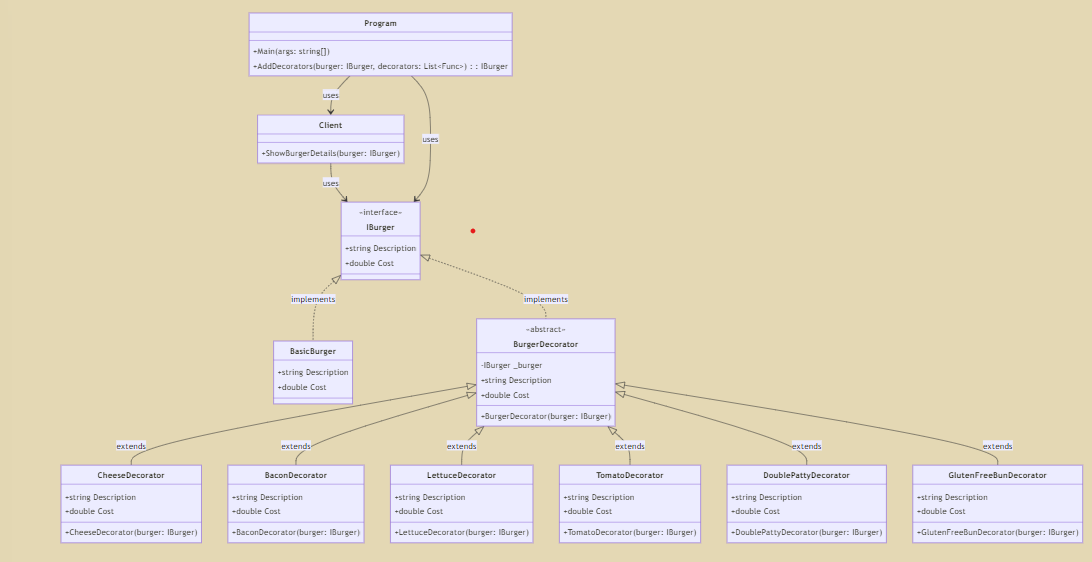 Program
+Main(args: string[])
+AddDecorators(burger: IBurger, decorators: List<Func>) : : IBurger
uses
Client
uses
+ShowBurgerDetails(burger: IBurger)
uses
«interface»
IBurger
+string Description
+double Cost
implements
implements
«abstract»
BurgerDecorator
BasicBurger
-IBurger _burger
+string Description
+string Description
+double Cost
+double Cost
+BurgerDecorator(burger: IBurger)
extends
extends
extends
extends
extends
extends
CheeseDecorator
+string Description
+double Cost
+CheeseDecorator(burger: IBurger)
BaconDecorator
+string Description
+double Cost
+BaconDecorator(burger: IBurger)
LettuceDecorator
+string Description
+double Cost
+LettuceDecorator(burger: IBurger)
TomatoDecorator
+string Description
+double Cost
+TomatoDecorator(burger: IBurger)
DoublePattyDecorator
+string Description
+double Cost
+DoublePattyDecorator(burger: IBurger)
GlutenFreeBunDecorator
+string Description
+double Cost
+GlutenFreeBunDecorator(burger: IBurger)